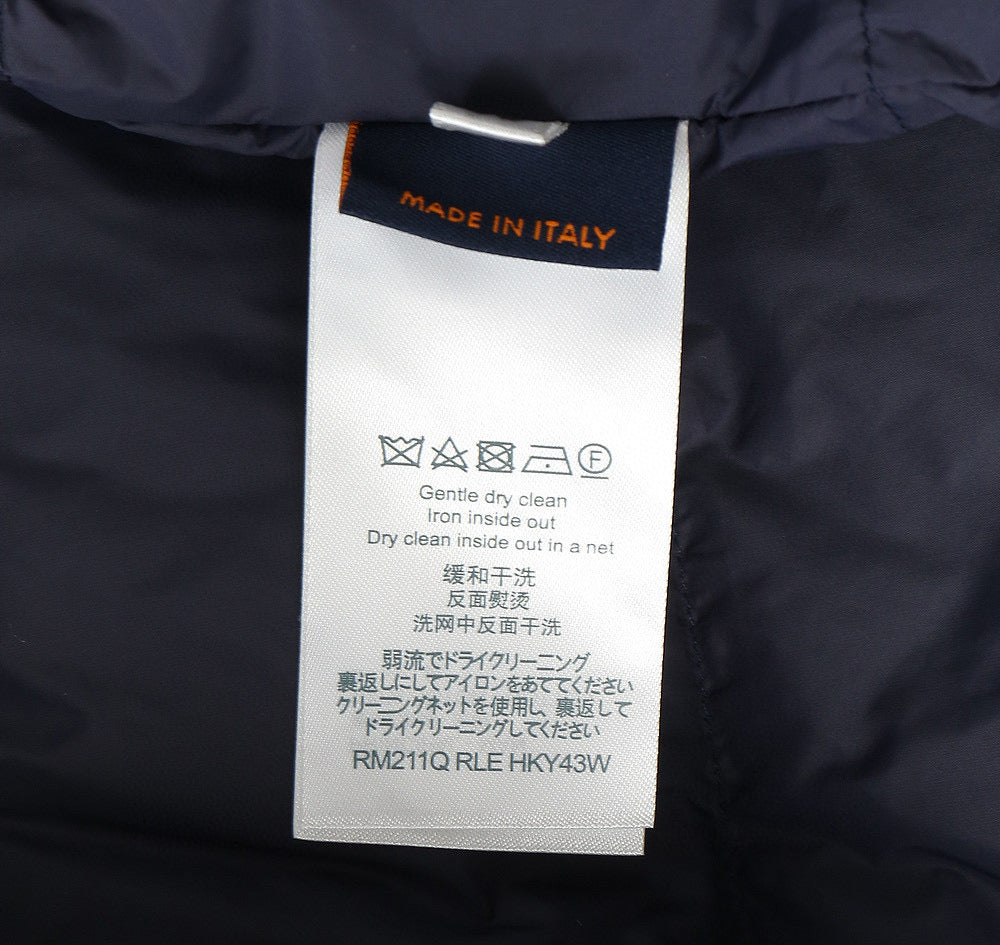 MADE IN ITALY
F
Gentle dry clean
Iron inside out
Dry clean inside out in a net
缓和干洗
反面熨烫
洗网中反面干洗
弱流でドライクリーニング
裏返しにしてアイロンをあててください
クリーニングネットを使用し、裏返して
ドライクリーニングしてください
RM211Q RLE HKY43W